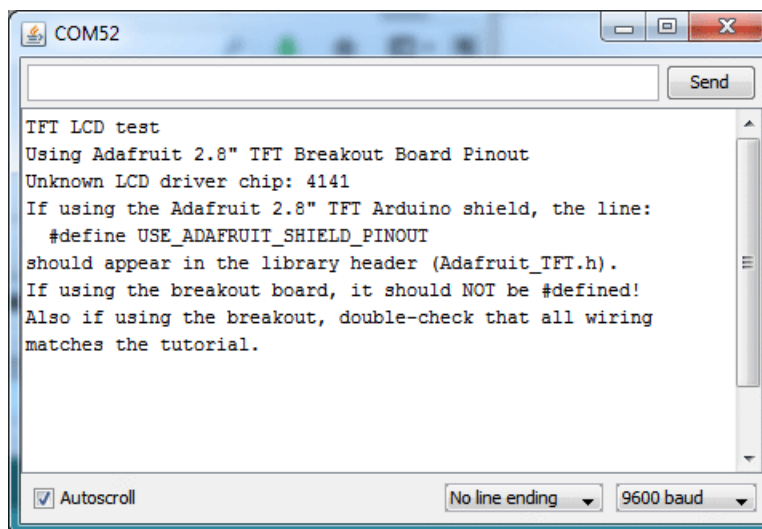 COM52
Send
TFT LCD test
Using Adafruit 2.8" TFT Breakout Board Pinout
Unknown LCD driver chip: 4141
If using the Adafruit 2.8" TFT Arduino shield, the line:
  #define USE_ADAFRUIT_SHIELD_PINOUT
should appear in the library header (Adafruit_TFT.h).
If using the breakout board, it should NOT be #defined!
Also if using the breakout, double-check that all wiring
matches the tutorial.
Autoscroll
No line ending
9600 baud